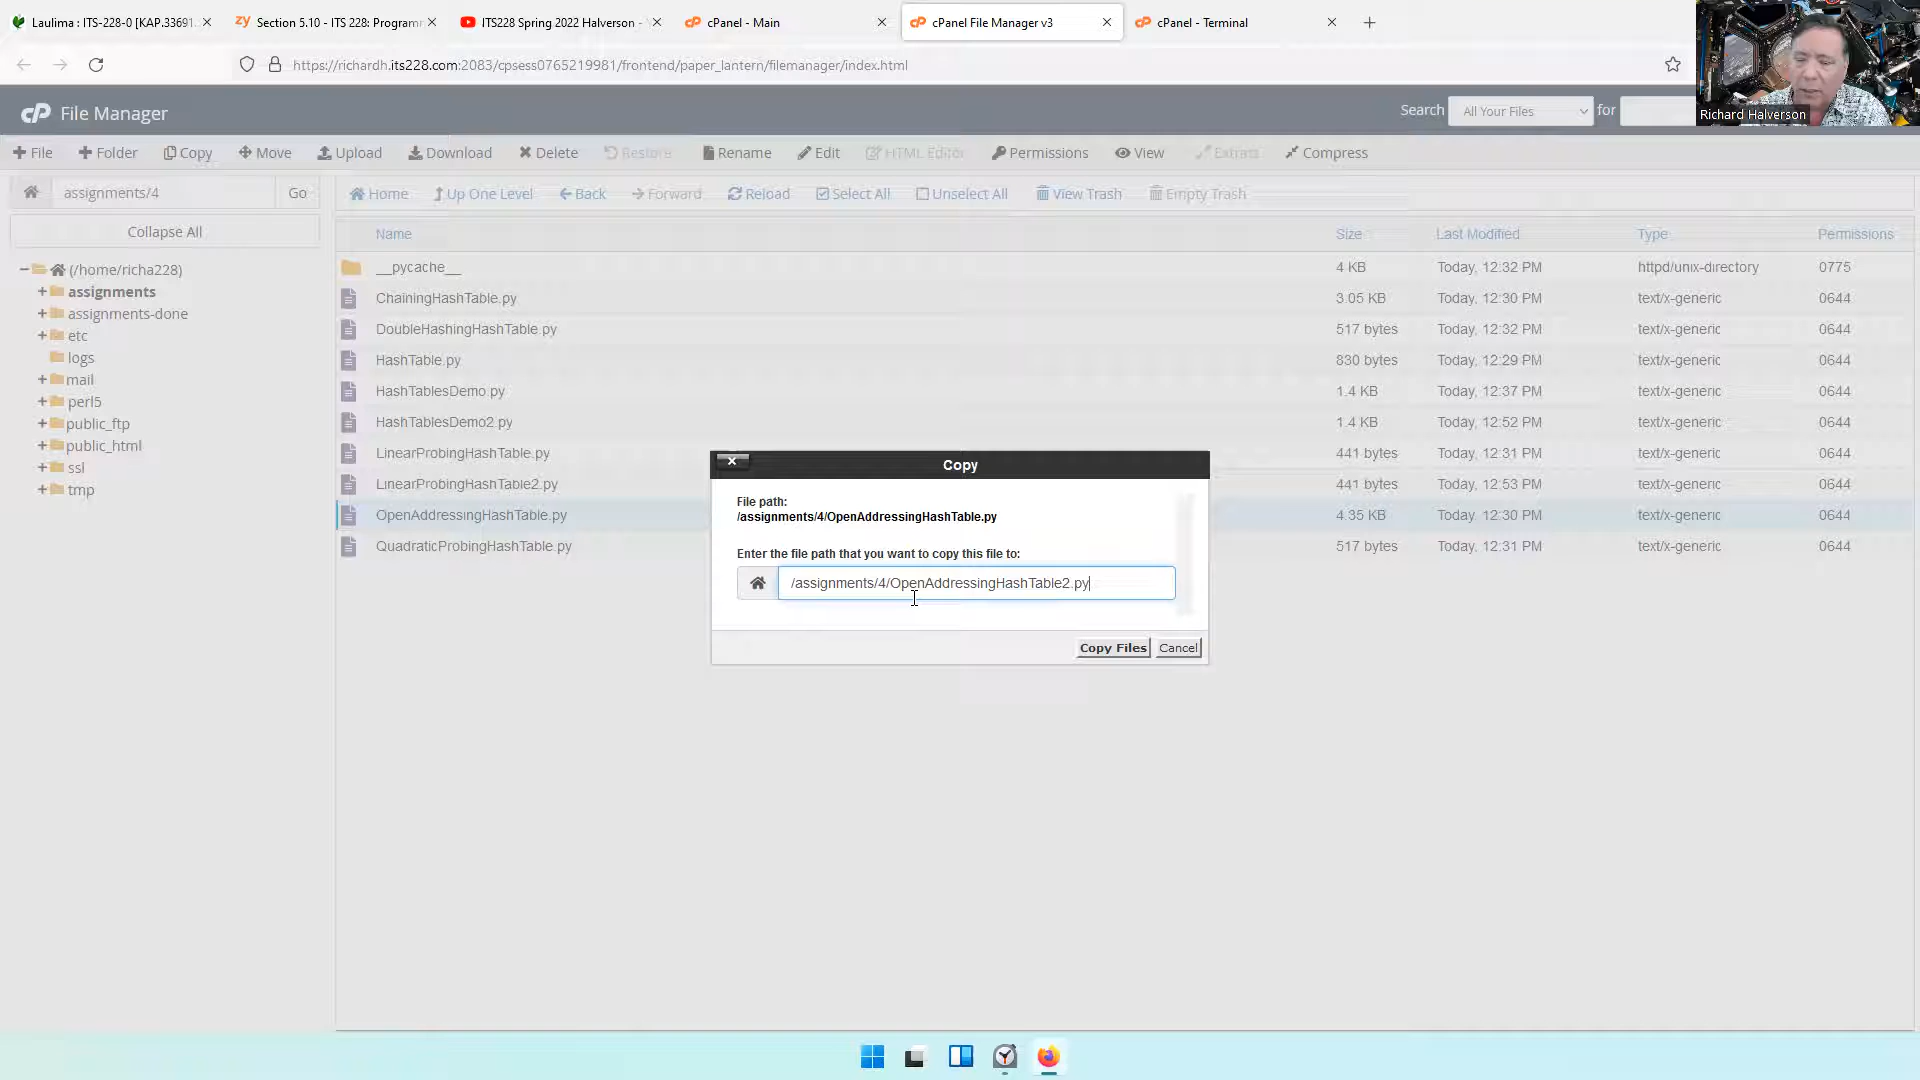 Laulima : ITS-228-0 [KAP.33691.
zy Section 5.10 - ITS 228: Program
ITS228 Spring 2022 Halverson -
cP cPanel - Main
cP cPanel File Manager v3
cP cPanel - Terminal
https://richardh.its228.com:2083/cpsess0765219981/frontend/paper_lantern/filemanager/index.html
Richard Halverson
cP File Manager
Search All Your Files for
File Folder Copy Move Upload Download Delete Restore Rename Edit HTML Editor Permissions View Extract Compress
assignments/4 Go
Home Up One Level Back Forward Reload Select All Unselect All View Trash Empty Trash
Collapse All
(/home/richa228)
assignments
assignments-done
etc
logs
mail
perl5
public_ftp
public_html
ssl
tmp
Name Size Last Modified Type Permissions
__pycache__ 4 KB Today, 12:32 PM httpd/unix-directory 0775
ChainingHashTable.py 3.05 KB Today, 12:30 PM text/x-generic 0644
DoubleHashingHashTable.py 517 bytes Today, 12:32 PM text/x-generic 0644
HashTable.py 830 bytes Today, 12:29 PM text/x-generic 0644
HashTablesDemo.py 1.4 KB Today, 12:37 PM text/x-generic 0644
HashTablesDemo2.py 1.4 KB Today, 12:52 PM text/x-generic 0644
LinearProbingHashTable.py 441 bytes Today, 12:31 PM text/x-generic 0644
LinearProbingHashTable2.py 441 bytes Today, 12:53 PM text/x-generic 0644
OpenAddressingHashTable.py 4.35 KB Today, 12:30 PM text/x-generic 0644
QuadraticProbingHashTable.py 517 bytes Today, 12:31 PM text/x-generic 0644
Copy
File path:
/assignments/4/OpenAddressingHashTable.py
Enter the file path that you want to copy this file to:
/assignments/4/OpenAddressingHashTable2.py
Copy Files Cancel